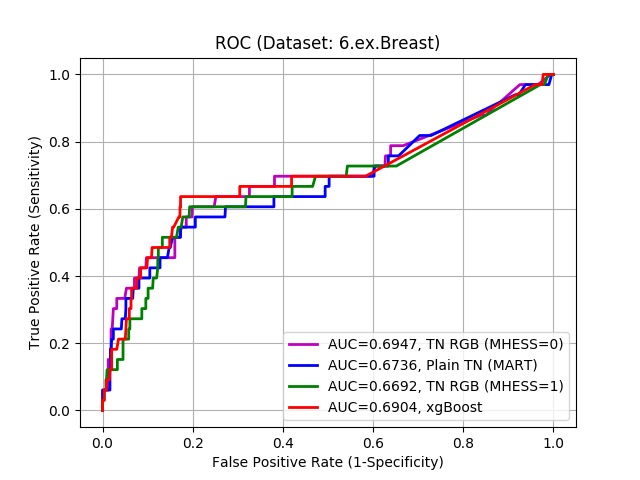 ROC (Dataset: 6.ex.Breast)
True Positive Rate (Sensitivity)
1.0
0.8
0.6
0.4
0.2
0.0
AUC=0.6947, TN RGB (MHESS=0)
AUC=0.6736, Plain TN (MART)
AUC=0.6692, TN RGB (MHESS=1)
AUC=0.6904, xgBoost
0.0 0.2 0.4 0.6 0.8 1.0
False Positive Rate (1-Specificity)